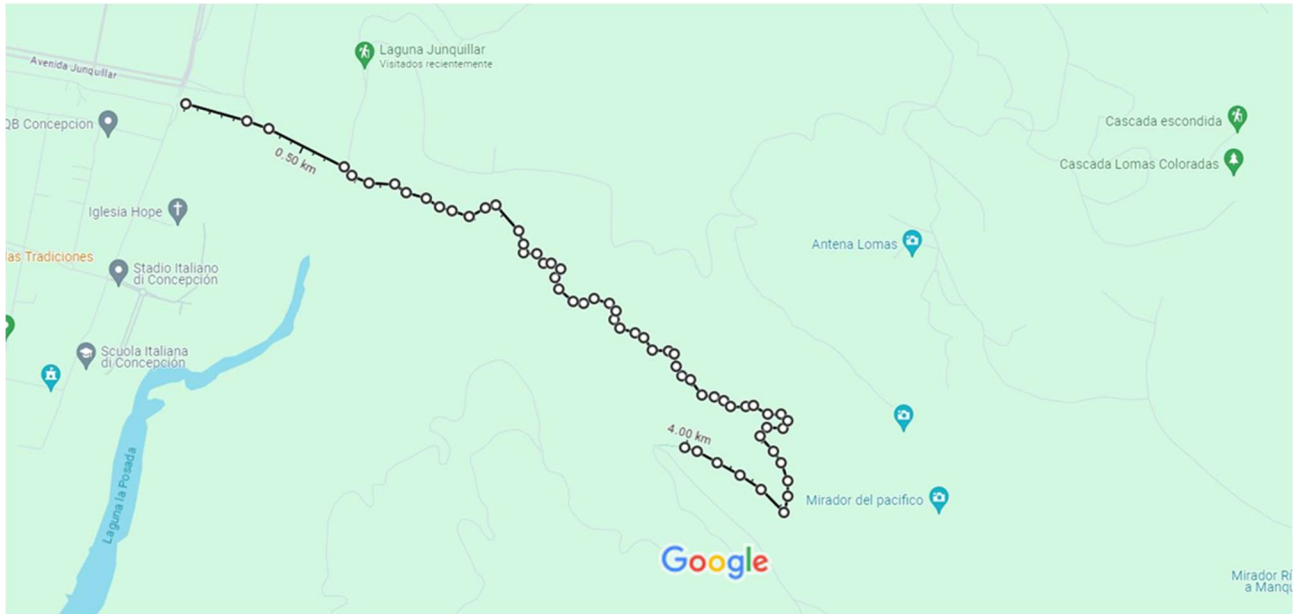 Laguna Junquillar
Visitados recientemente
Avenida Junquillar
QB Concepcion
0.50 km
Cascada escondida
Cascada Lomas Coloradas
Iglesia Hope
Antena Lomas
las Tradiciones
Stadio Italiano
di Concepción
Scuola Italiana
di Concepción
4.00 km
Laguna la Posada
Mirador del pacifico
Google
Mirador Rí
a Manqu